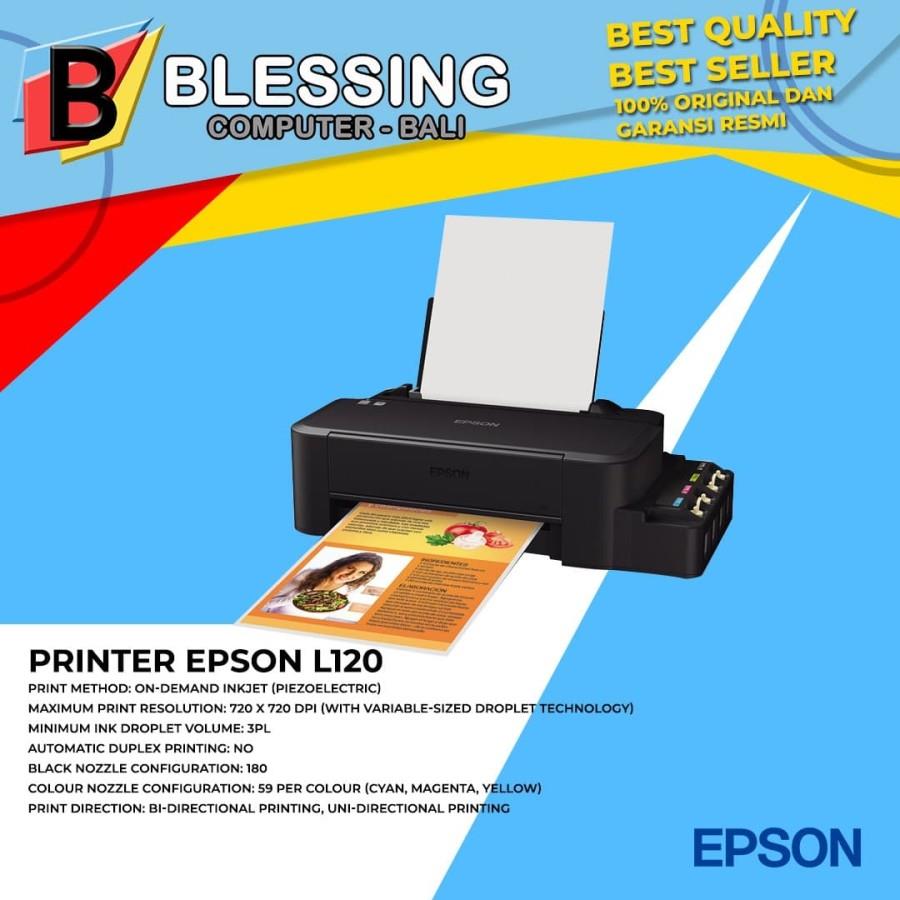 B BLESSING
COMPUTER - BALI
BEST QUALITY
BEST SELLER
100% ORIGINAL DAN
GARANSI RESMI
EPSON
EPSON
INGREDIENTES
ELABORACIÓN
PRINTER EPSON L120
PRINT METHOD: ON-DEMAND INKJET (PIEZOELECTRIC)
MAXIMUM PRINT RESOLUTION: 720 X 720 DPI (WITH VARIABLE-SIZED DROPLET TECHNOLOGY)
MINIMUM INK DROPLET VOLUME: 3PL
AUTOMATIC DUPLEX PRINTING: NO
BLACK NOZZLE CONFIGURATION: 180
COLOUR NOZZLE CONFIGURATION: 59 PER COLOUR (CYAN, MAGENTA, YELLOW)
PRINT DIRECTION: BI-DIRECTIONAL PRINTING, UNI-DIRECTIONAL PRINTING
EPSON